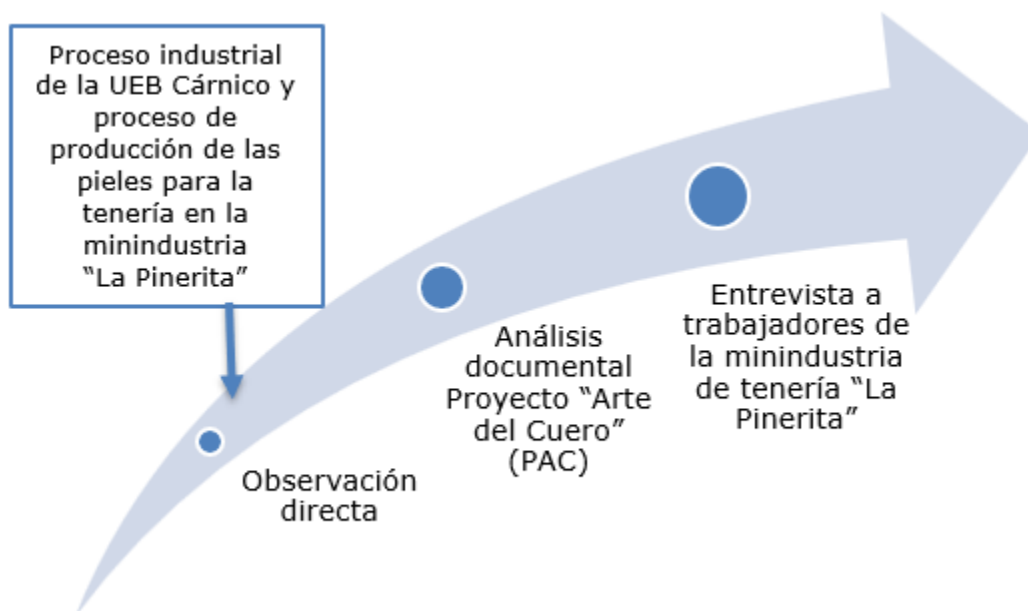 Proceso industrial
de la UEB Cárnico y
proceso de
producción de las
pieles para la
tenería en la
minindustria
“La Pinerita”
Observación
directa
Análisis
documental
Proyecto “Arte
del Cuero”
(PAC)
Entrevista a
trabajadores de
la minindustria
de tenería “La
Pinerita”